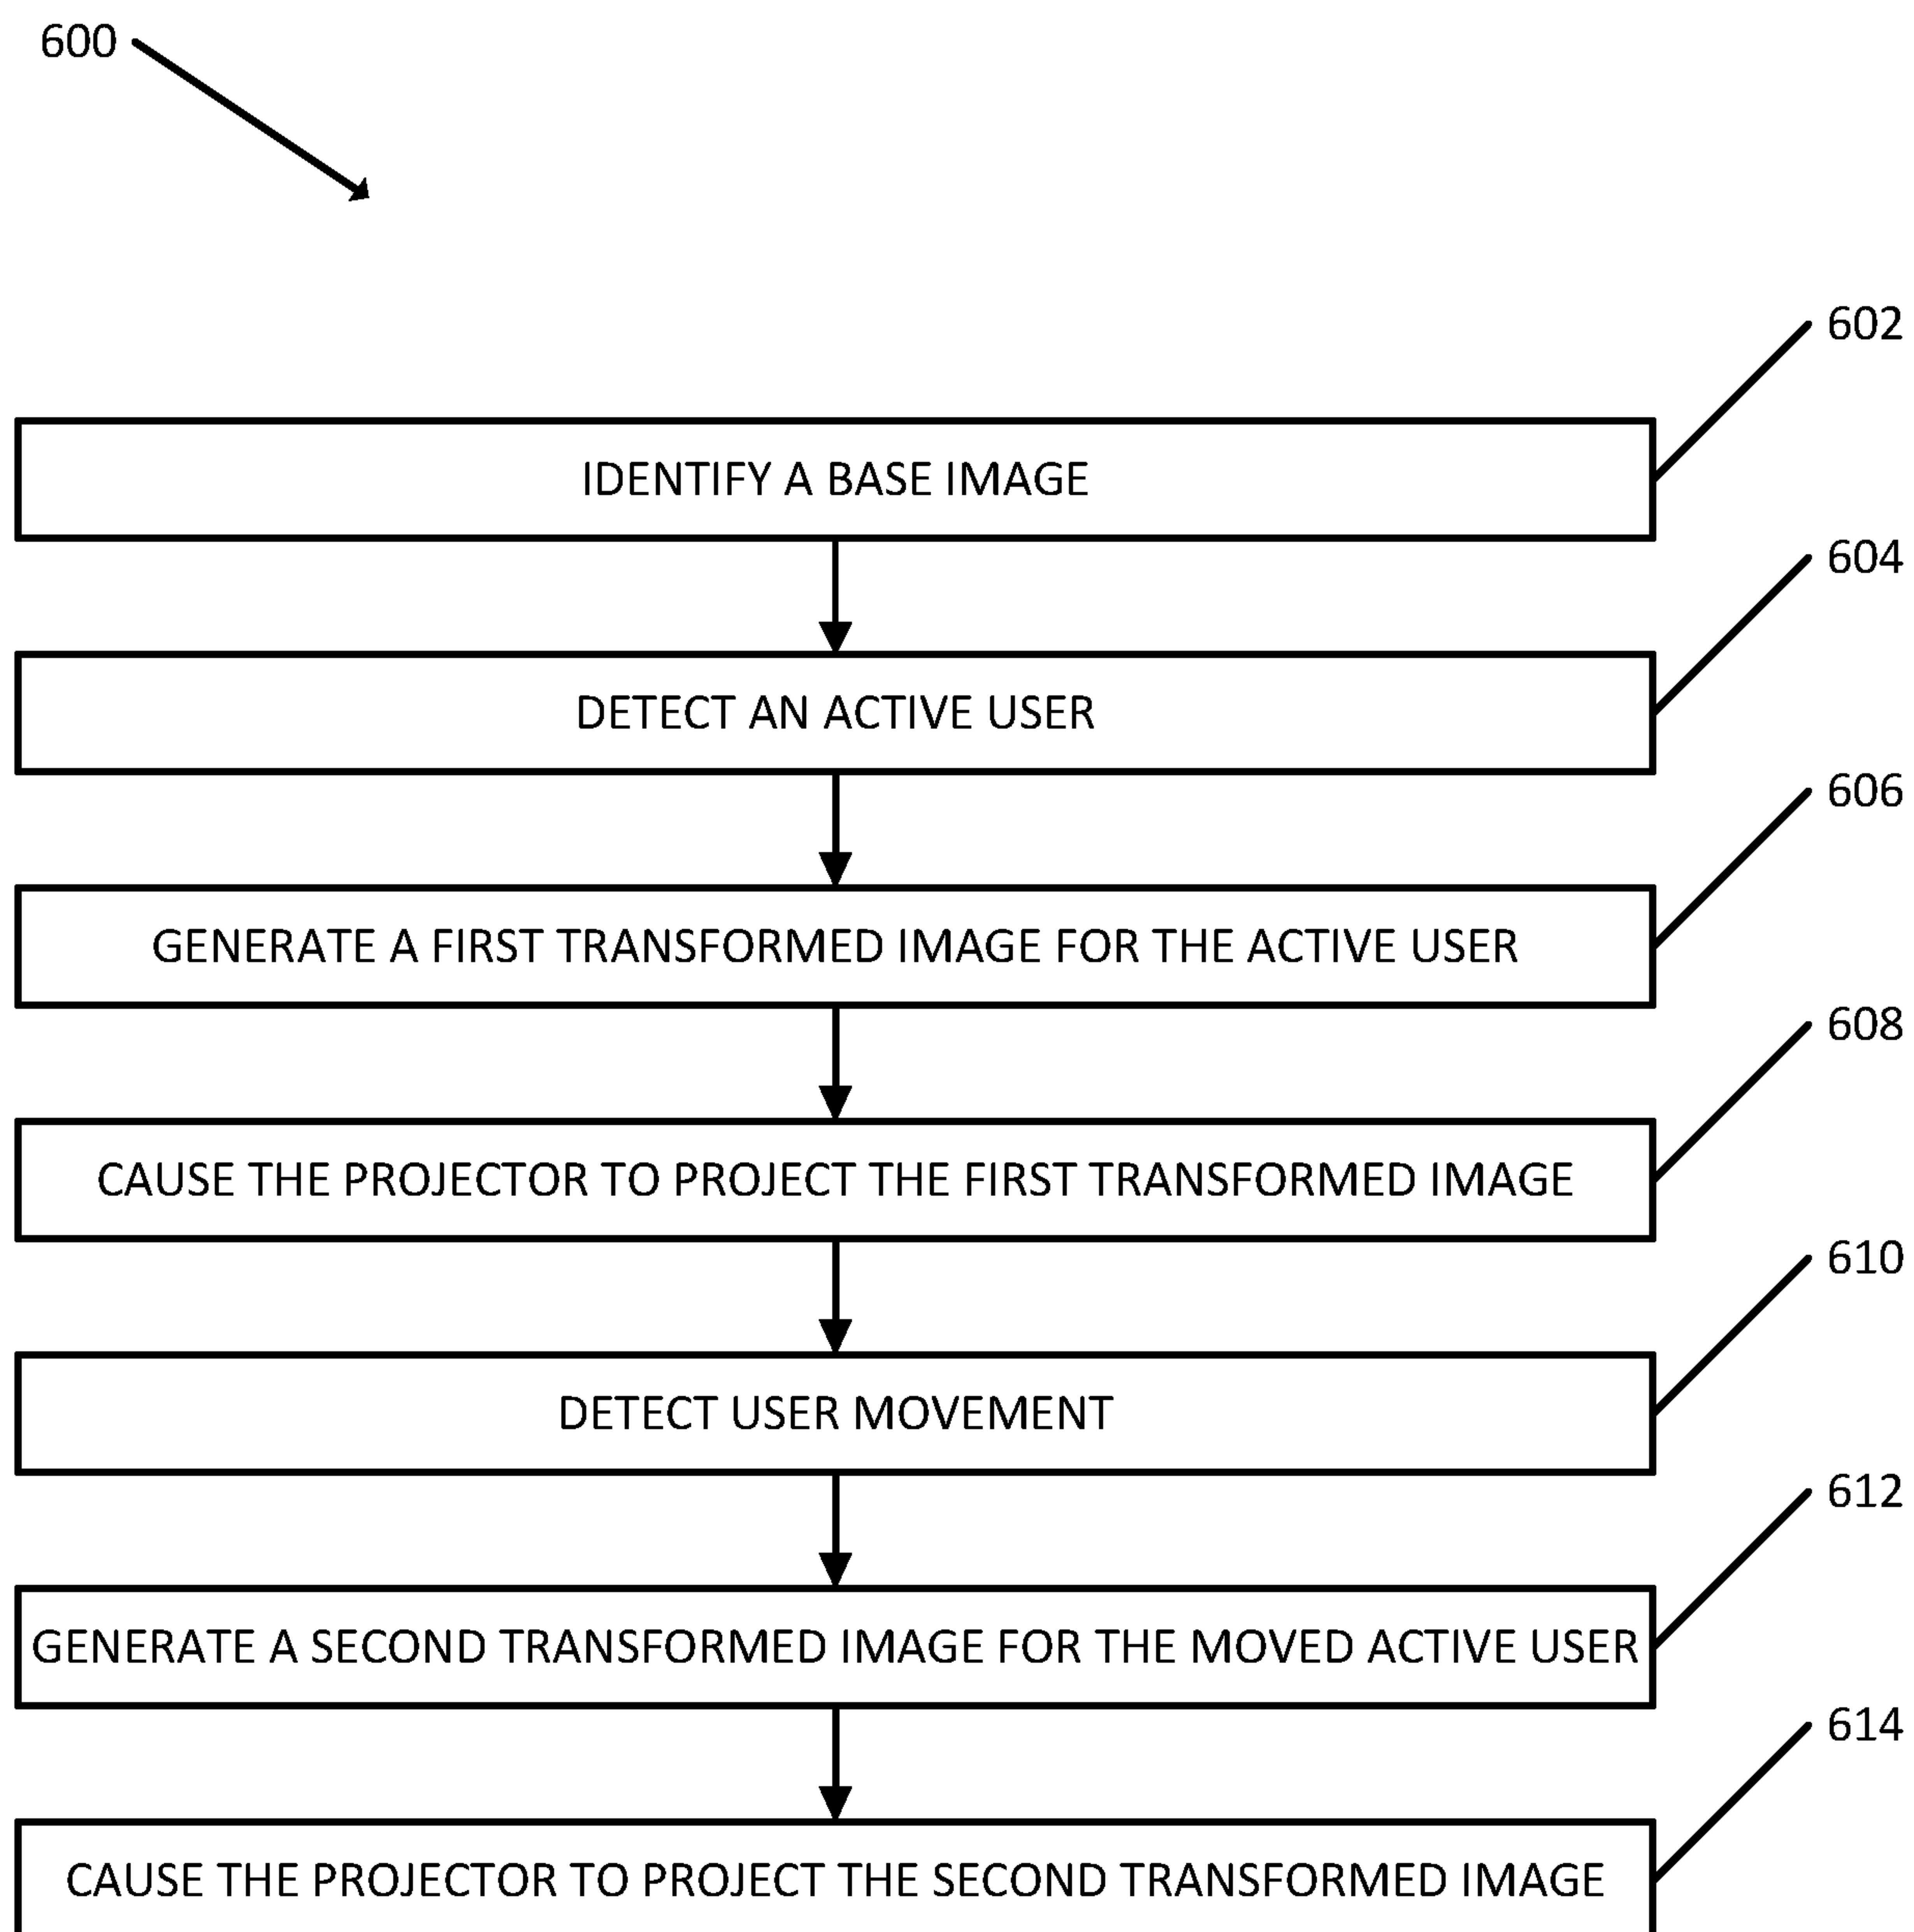 600
602
IDENTIFY A BASE IMAGE
604
DETECT AN ACTIVE USER
606
GENERATE A FIRST TRANSFORMED IMAGE FOR THE ACTIVE USER
608
CAUSE THE PROJECTOR TO PROJECT THE FIRST TRANSFORMED IMAGE
610
DETECT USER MOVEMENT
612
GENERATE A SECOND TRANSFORMED IMAGE FOR THE MOVED ACTIVE USER
614
CAUSE THE PROJECTOR TO PROJECT THE SECOND TRANSFORMED IMAGE